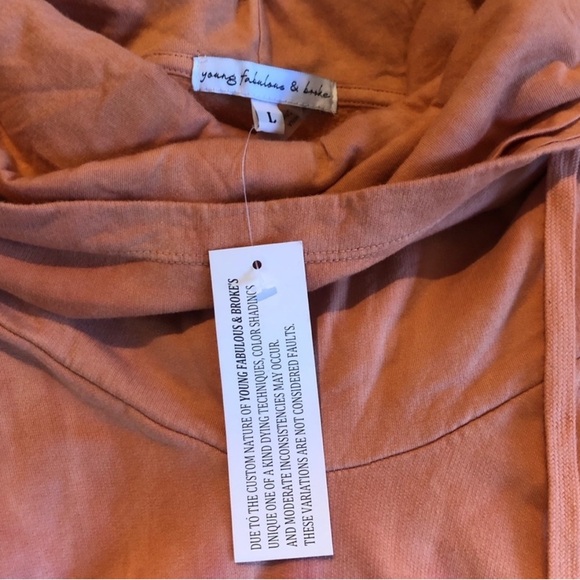 young fabulous & broke
L
DUE TO THE CUSTOM NATURE OF YOUNG FABULOUS & BROKE'S
UNIQUE ONE OF A KIND DYING TECHNIQUES, COLOR SHADINGS
AND MODERATE INCONSISTENCIES MAY OCCUR.
THESE VARIATIONS ARE NOT CONSIDERED FAULTS.